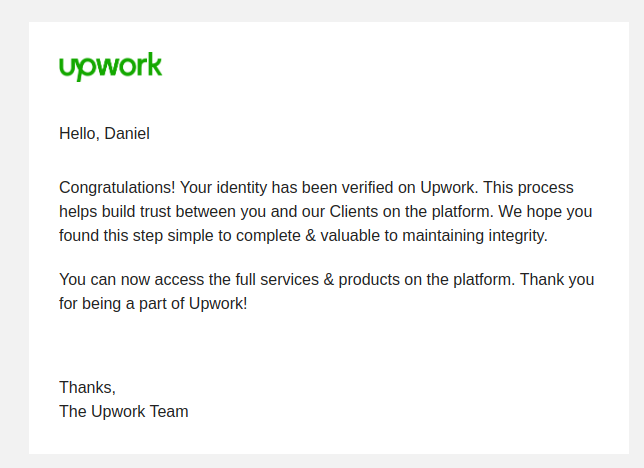 upwork
Hello, Daniel
Congratulations! Your identity has been verified on Upwork. This process
helps build trust between you and our Clients on the platform. We hope you
found this step simple to complete & valuable to maintaining integrity.
You can now access the full services & products on the platform. Thank you
for being a part of Upwork!
Thanks,
The Upwork Team